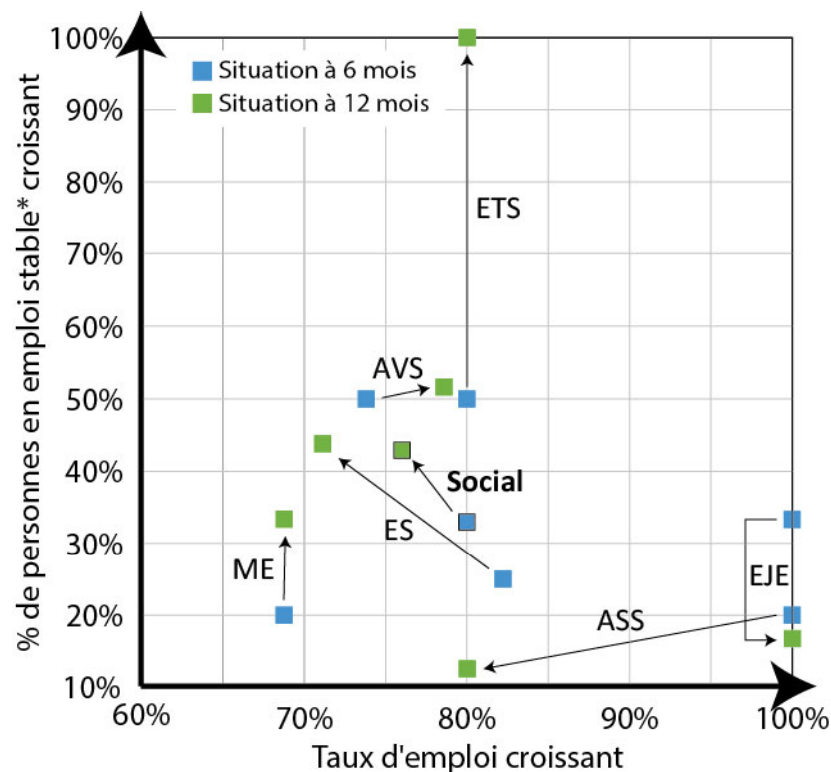 % de personnes en emploi stable* croissant
100%
90%
80%
70%
60%
50%
40%
30%
20%
10%
Situation à 6 mois
Situation à 12 mois
ETS
AVS
Social
ES
ME
EJE
ASS
60%
70%
80%
90%
100%
Taux d'emploi croissant